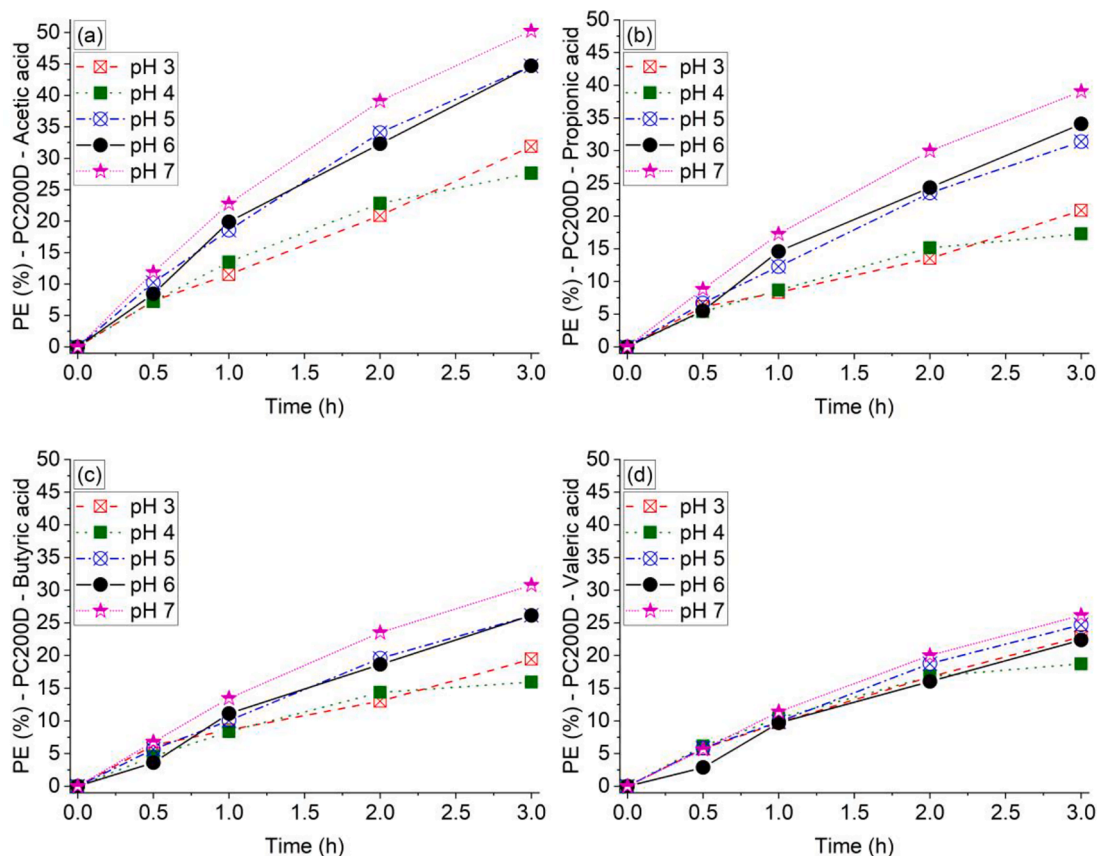 PE (%) - PC200D - Acetic acid
(a)
pH 3
pH 4
pH 5
pH 6
pH 7
50
45
40
35
30
25
20
15
10
5
0
0.0 0.5 1.0 1.5 2.0 2.5 3.0
Time (h)
PE (%) - PC200D - Propionic acid
(b)
pH 3
pH 4
pH 5
pH 6
pH 7
50
45
40
35
30
25
20
15
10
5
0
0.0 0.5 1.0 1.5 2.0 2.5 3.0
Time (h)
PE (%) - PC200D - Butyric acid
(c)
pH 3
pH 4
pH 5
pH 6
pH 7
50
45
40
35
30
25
20
15
10
5
0
0.0 0.5 1.0 1.5 2.0 2.5 3.0
Time (h)
PE (%) - PC200D - Valeric acid
(d)
pH 3
pH 4
pH 5
pH 6
pH 7
50
45
40
35
30
25
20
15
10
5
0
0.0 0.5 1.0 1.5 2.0 2.5 3.0
Time (h)